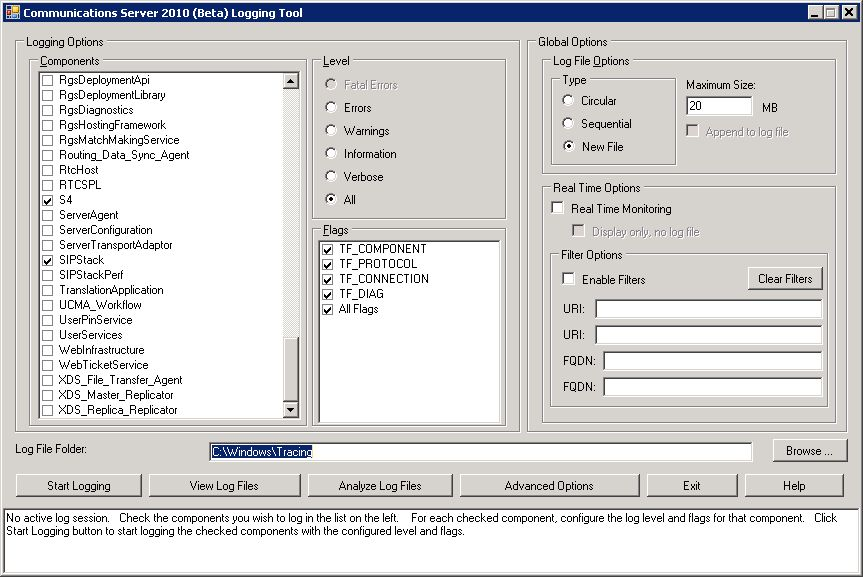 Communications Server 2010 (Beta) Logging Tool
Logging Options
Components
RgsDeploymentApi
RgsDeploymentLibrary
RgsDiagnostics
RgsHostingFramework
RgsMatchMakingService
Routing_Data_Sync_Agent
RtcHost
RTCSPL
S4
ServerAgent
ServerConfiguration
ServerTransportAdaptor
SIPStack
SIPStackPerf
TranslationApplication
UCMA_Workflow
UserPinService
UserServices
WebInfrastructure
WebTicketService
XDS_File_Transfer_Agent
XDS_Master_Replicator
XDS_Replica_Replicator
Level
Fatal Errors
Errors
Warnings
Information
Verbose
All
Flags
TF_COMPONENT
TF_PROTOCOL
TF_CONNECTION
TF_DIAG
All Flags
Global Options
Log File Options
Type
Circular
Sequential
New File
Maximum Size:
20 MB
Append to log file
Real Time Options
Real Time Monitoring
Display only, no log file
Filter Options
Enable Filters
Clear Filters
URI:
URI:
FQDN:
FQDN:
Log File Folder:
C:\Windows\Tracing
Browse ...
Start Logging
View Log Files
Analyze Log Files
Advanced Options
Exit
Help
No active log session. Check the components you wish to log in the list on the left. For each checked component, configure the log level and flags for that component. Click
Start Logging button to start logging the checked components with the configured level and flags.